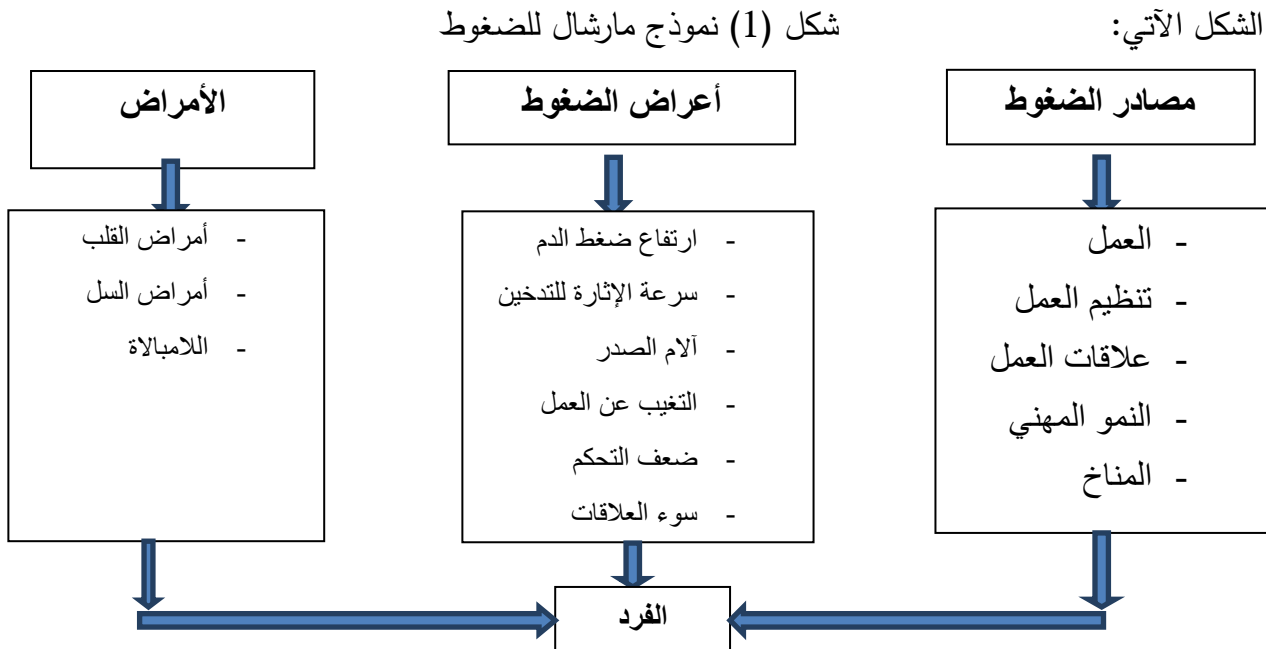 الشكل الآتي:
شكل (1) نموذج مارشال للضغوط
مصادر الضغوط
أعراض الضغوط
الأمراض
- العمل
- تنظيم العمل
- علاقات العمل
- النمو المهني
- المناخ
- ارتفاع ضغط الدم
- سرعة الإثارة للتدخين
- آلام الصدر
- التغيب عن العمل
- ضعف التحكم
- سوء العلاقات
- أمراض القلب
- أمراض السل
- اللامبالاة
الفرد